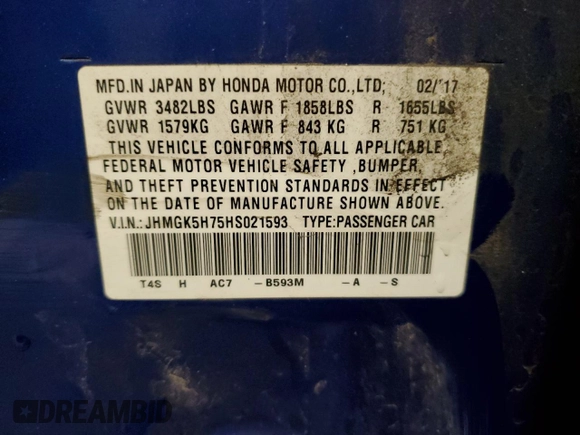 MFD.IN JAPAN BY HONDA MOTOR CO.,LTD; 02/'17
GVWR 3482LBS GAWR F 1858LBS R 1655LBS
GVWR 1579KG GAWR F 843 KG R 751 KG
THIS VEHICLE CONFORMS TO ALL APPLICABLE
FEDERAL MOTOR VEHICLE SAFETY ,BUMPER,
AND THEFT PREVENTION STANDARDS IN EFFECT
ON THE DATE OF MANUFACTURE SHOWN ABOVE.
V.I.N.:JHMGK5H75HS021593 TYPE:PASSENGER CAR
T4S H AC7 -B593M -A -S
DREAMBID